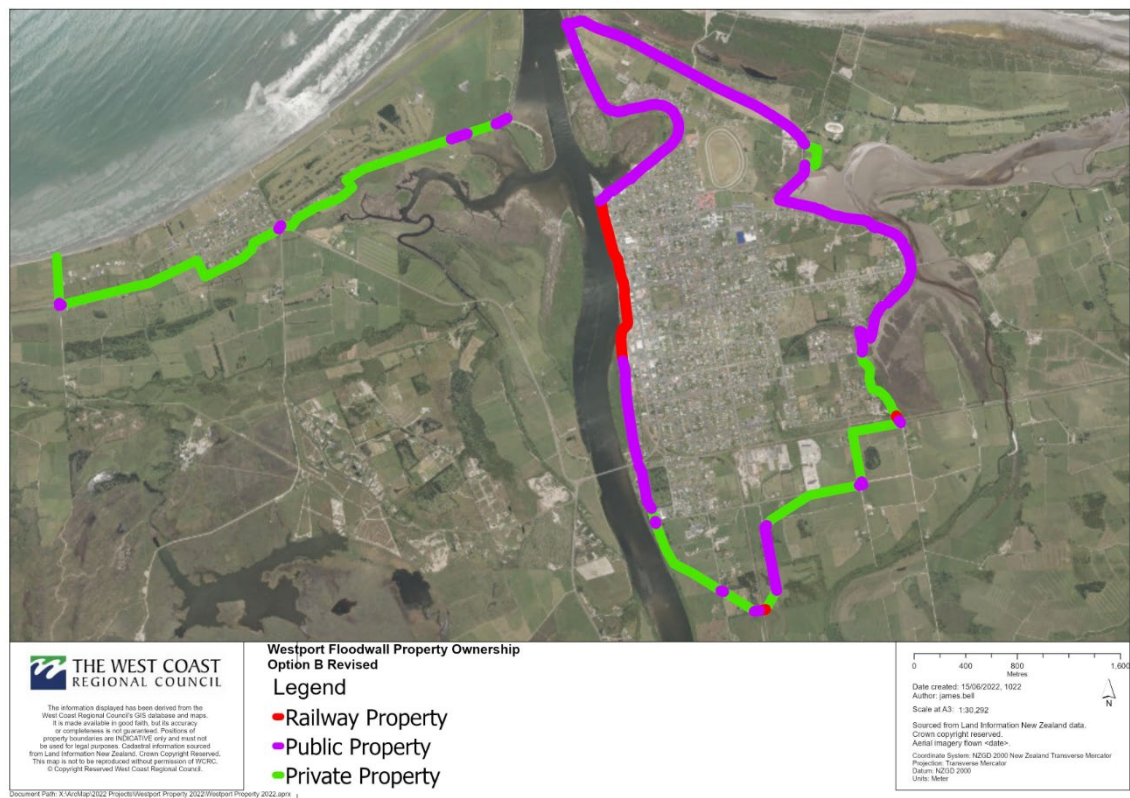 THE WEST COAST
REGIONAL COUNCIL
The information displayed has been derived from the
West Coast Regional Council's GIS database and maps.
It is made available in good faith, but its accuracy
or completeness is not guaranteed. Positions of
property boundaries are INDICATIVE only and must not
be used for legal purposes. Cadastral information sourced
from Land Information New Zealand. Crown Copyright Reserved.
This map is not to be reproduced without permission of WCRC.
© Copyright Reserved West Coast Regional Council.
Westport Floodwall Property Ownership
Option B Revised
Legend
Railway Property
Public Property
Private Property
0 400 800 1,600
Metres
Date created: 15/06/2022, 1022
Author: james.bell
Scale at A3: 1:30,292
N
Sourced from Land Information New Zealand data.
Crown copyright reserved.
Aerial imagery flown <date>.
Coordinate System: NZGD 2000 New Zealand Transverse Mercator
Projection: Transverse Mercator
Datum: NZGD 2000
Units: Meter
Document Path: X:\ArcMap\2022 Projects\Westport Property 2022\Westport Property 2022.aprx